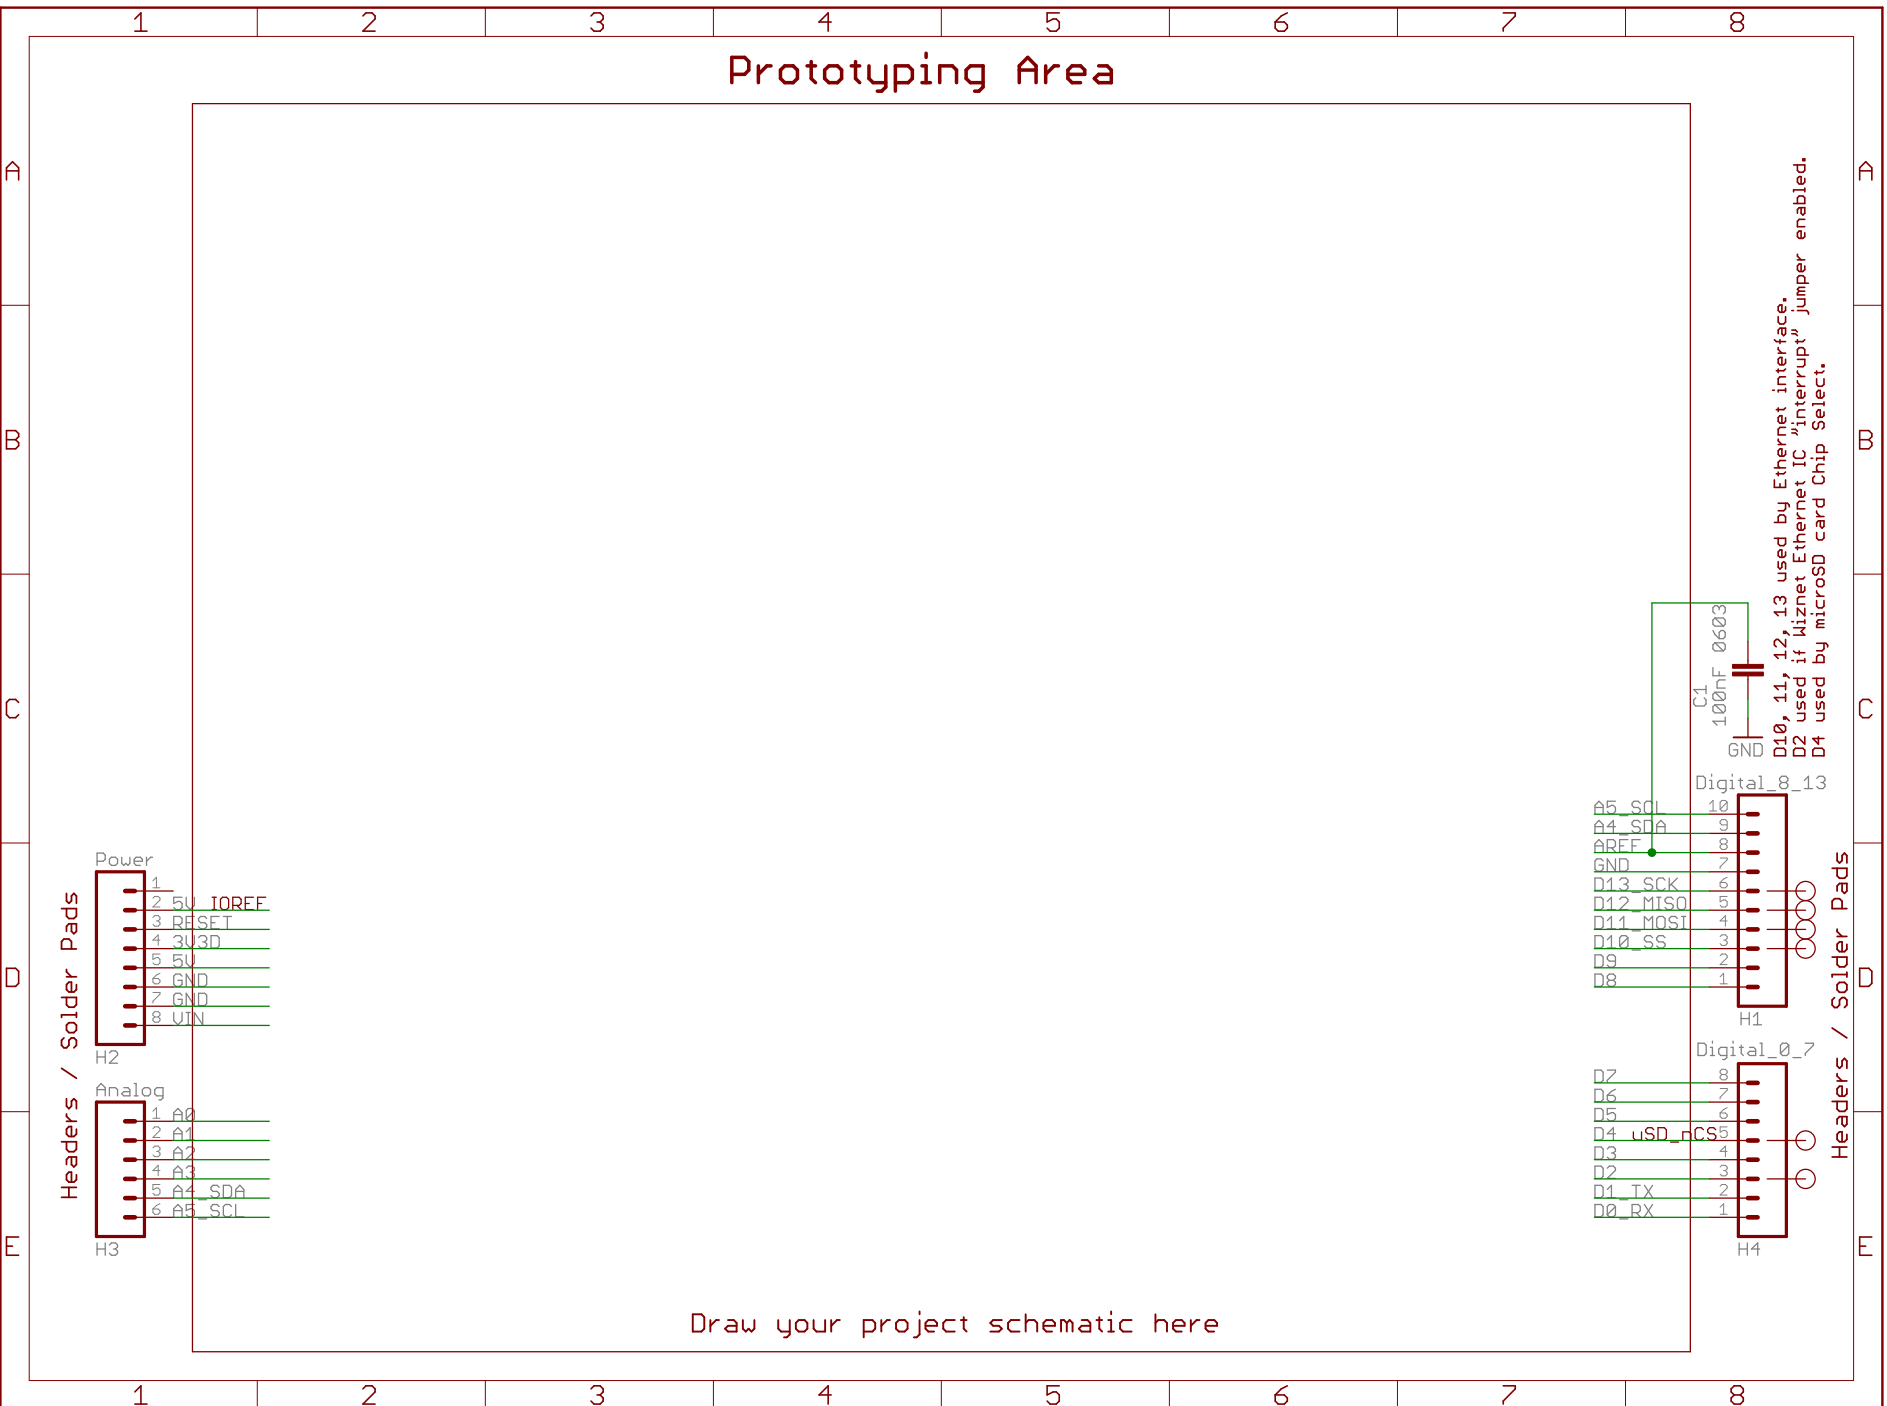 1 2 3 4 5 6 7 8
Prototyping Area
A
B
C
D
E
Headers / Solder Pads
Power
1
2 5V IOREF
3 RESET
4 3V3D
5 5V
6 GND
7 GND
8 VIN
H2
Analog
1 A0
2 A1
3 A2
4 A3
5 A4_SDA
6 A5_SCL
H3
D10, 11, 12, 13 used by Ethernet interface.
D2 used if Wiznet Ethernet IC "interrupt" jumper enabled.
D4 used by microSD card Chip Select.
C1
100nF 0603
GND
Digital_8_13
A5_SCL 10
A4_SDA 9
AREF 8
GND 7
D13_SCK 6
D12_MISO 5
D11_MOSI 4
D10_SS 3
D9 2
D8 1
H1
Digital_0_7
D7 8
D6 7
D5 6
D4 uSD_nCS 5
D3 4
D2 3
D1_TX 2
D0_RX 1
H4
Headers / Solder Pads
A
B
C
D
E
Draw your project schematic here
1 2 3 4 5 6 7 8